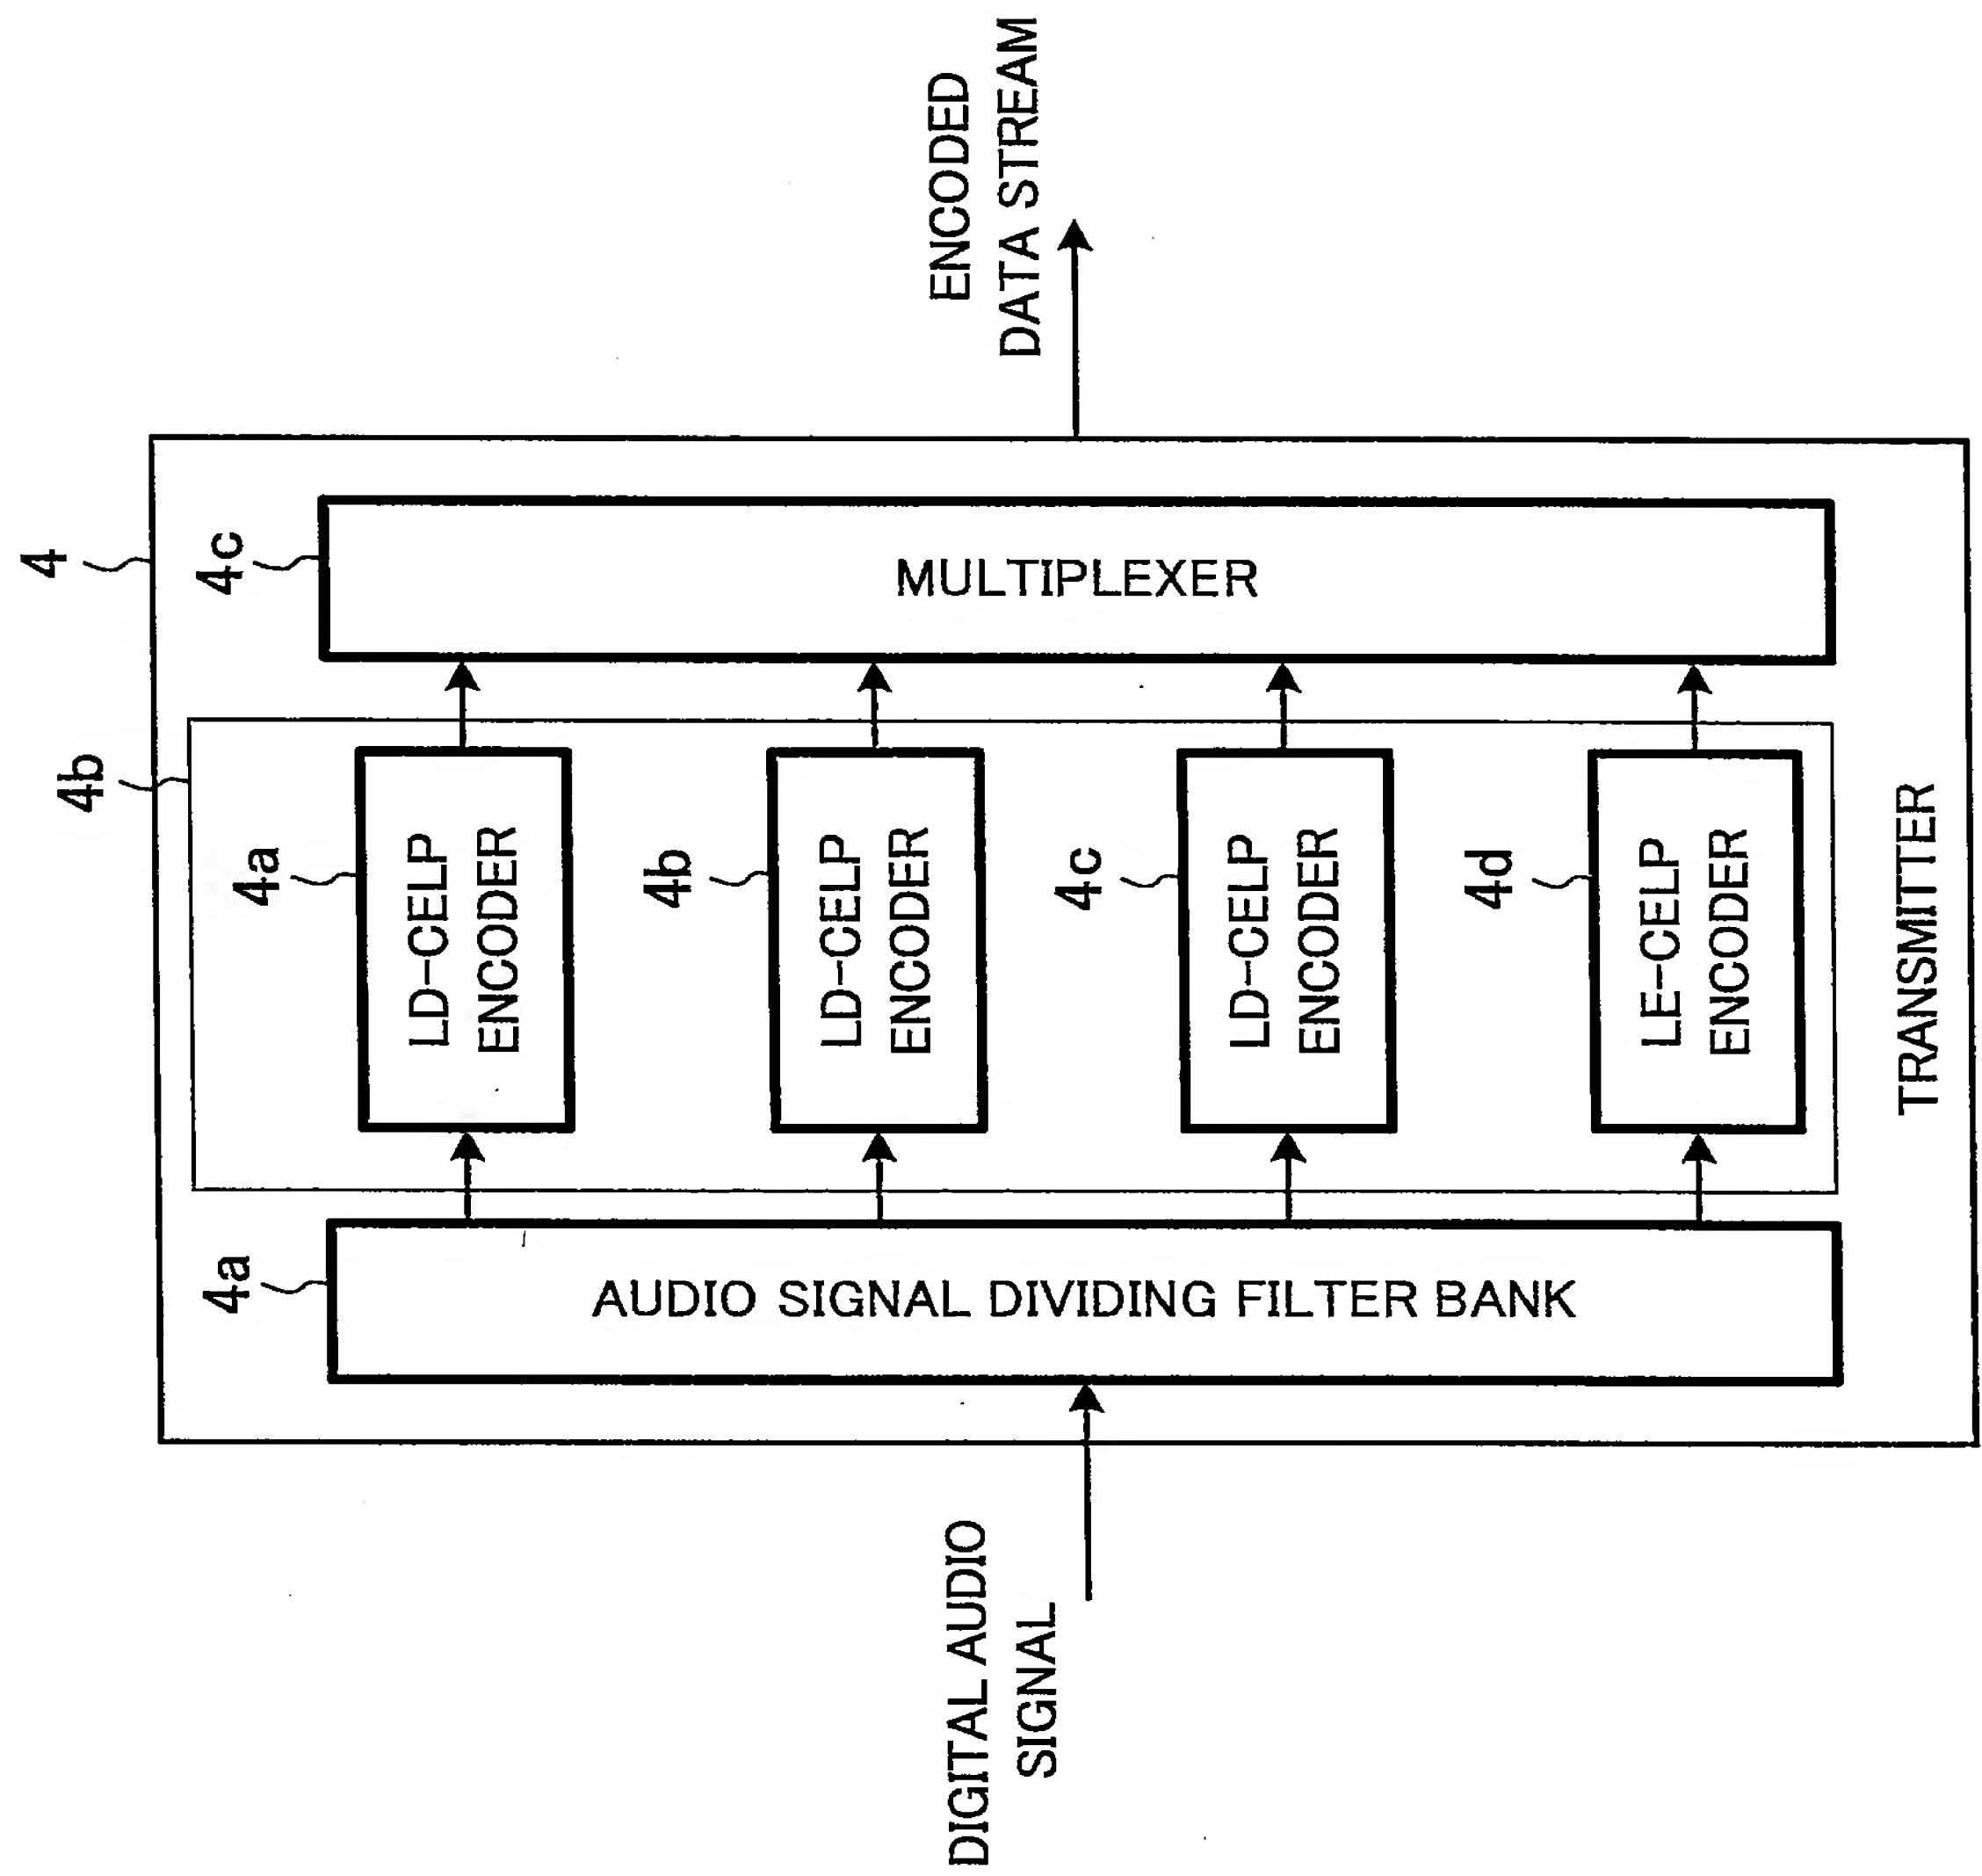 4
4c
MULTIPLEXER
ENCODED
DATA STREAM
4b
4a
LD-CELP
ENCODER
4b
LD-CELP
ENCODER
4c
LD-CELP
ENCODER
4d
LE-CELP
ENCODER
4a
AUDIO SIGNAL DIVIDING FILTER BANK
TRANSMITTER
DIGITAL AUDIO
SIGNAL